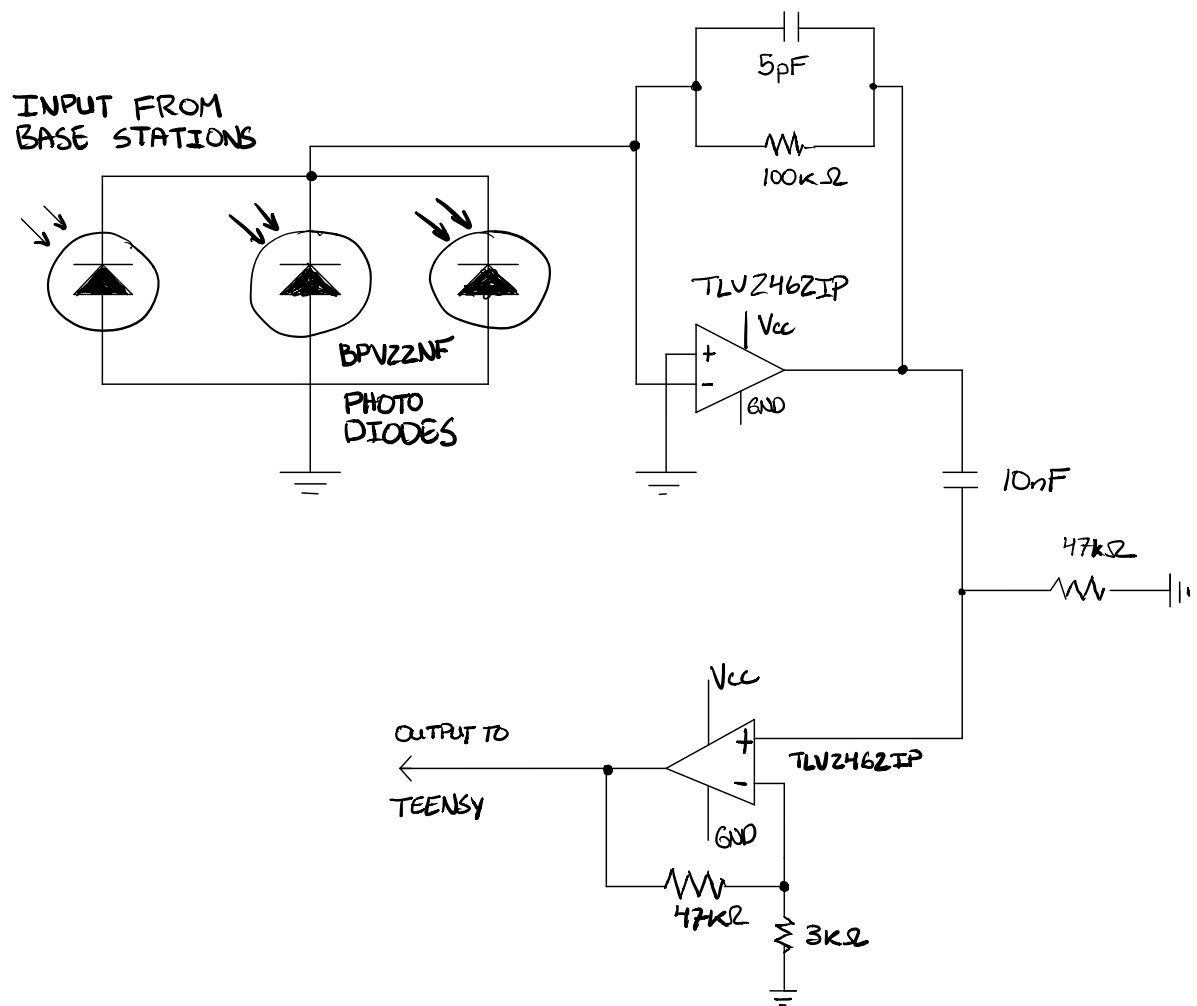 INPUT FROM
BASE STATIONS
5pF
100KΩ
TLV2462IP
Vcc
+
-
GND
BPV22NF
PHOTO
DIODES
10nF
47kΩ
Vcc
OUTPUT TO
TEENSY
+
-
TLV2462IP
GND
47KΩ
3KΩ